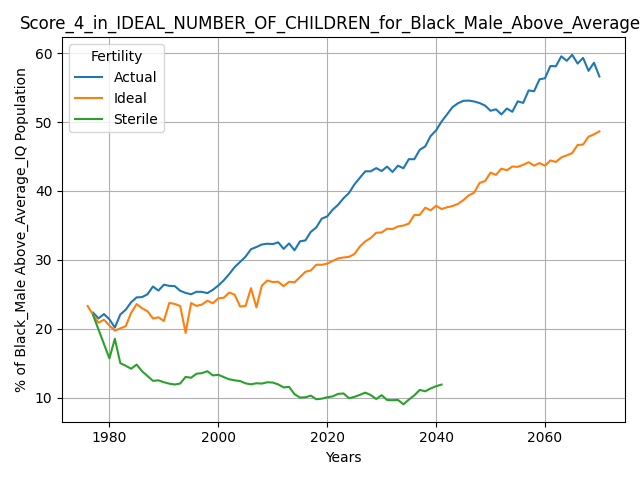 Score_4_in_IDEAL_NUMBER_OF_CHILDREN_for_Black_Male_Above_Average
Fertility
Actual
Ideal
Sterile
% of Black_Male Above_Average_IQ Population
60
50
40
30
20
10
1980
2000
2020
2040
2060
Years